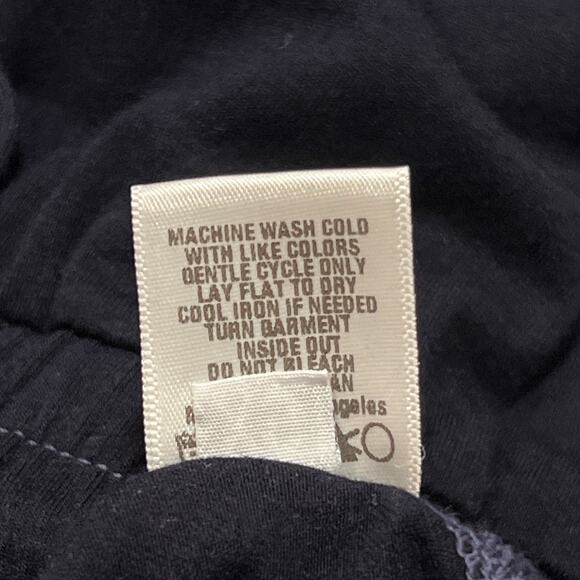 MACHINE WASH COLD
WITH LIKE COLORS
GENTLE CYCLE ONLY
LAY FLAT TO DRY
COOL IRON IF NEEDED
TURN GARMENT
INSIDE OUT
DO NOT BLEACH